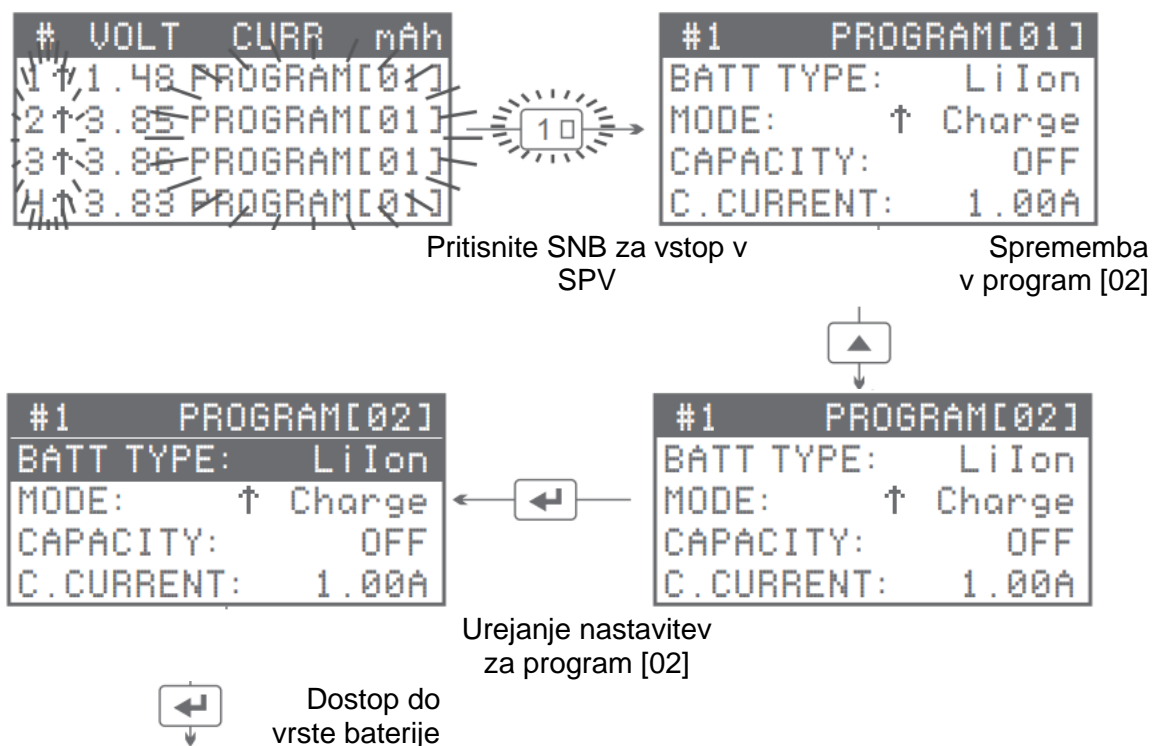 # VOLT CURR mAh
1↑1.48 PROGRAM[01]
2↑3.85 PROGRAM[01]
3↑3.86 PROGRAM[01]
4↑3.83 PROGRAM[01]
1
#1 PROGRAM[01]
BATT TYPE: LiIon
MODE: ↑ Charge
CAPACITY: OFF
C.CURRENT: 1.00A
Pritisnite SNB za vstop v
SPV
Sprememba
v program [02]
#1 PROGRAM[02]
BATT TYPE: LiIon
MODE: ↑ Charge
CAPACITY: OFF
C.CURRENT: 1.00A
#1 PROGRAM[02]
BATT TYPE: LiIon
MODE: ↑ Charge
CAPACITY: OFF
C.CURRENT: 1.00A
Urejanje nastavitev
za program [02]
Dostop do
vrste baterije